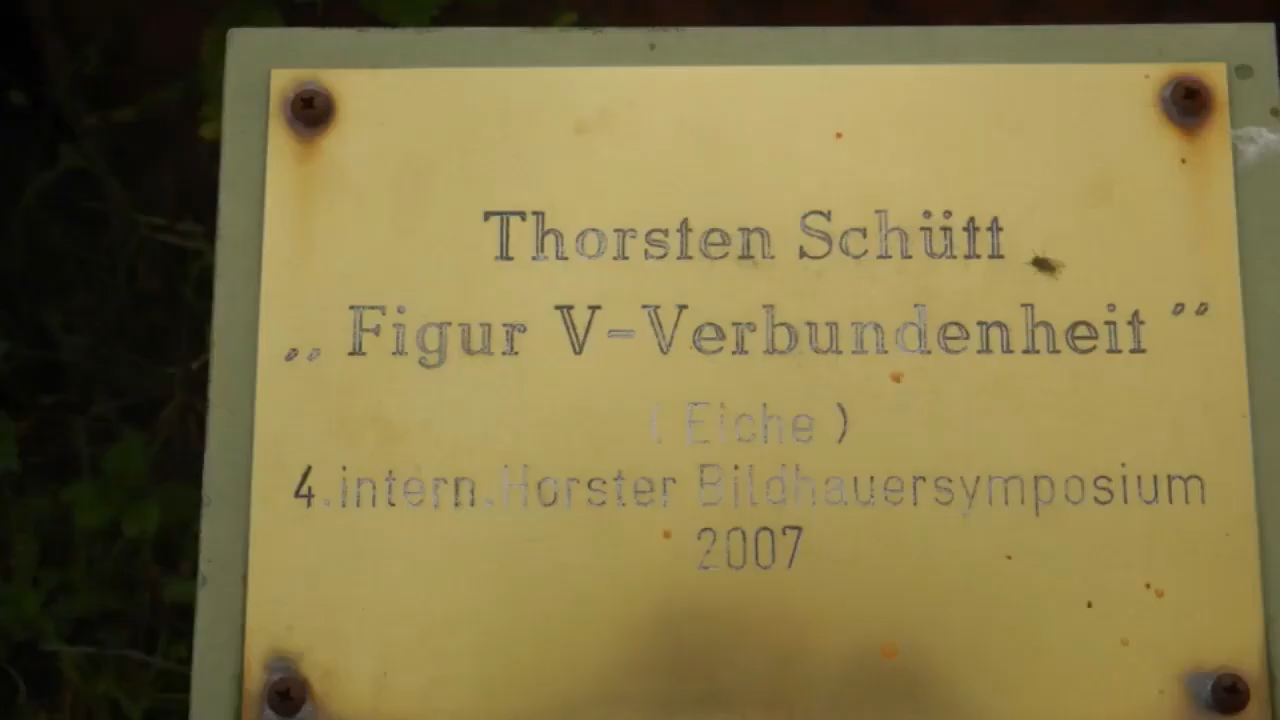 Thorsten Schütt
„Figur V-Verbundenheit"
( Eiche )
4.intern.Horster Bildhauersymposium
2007